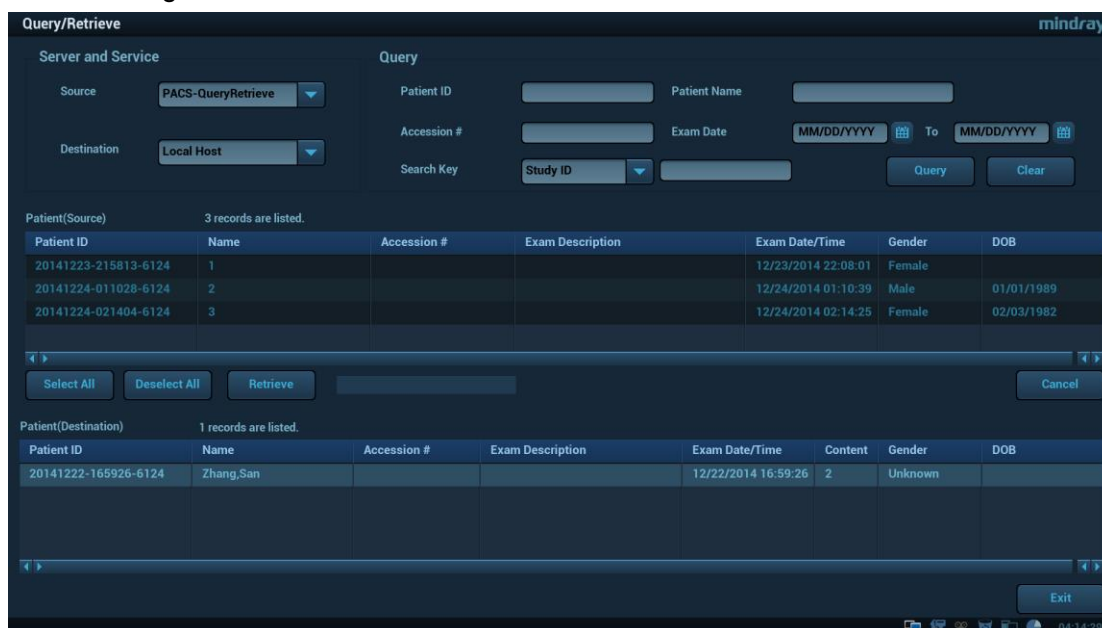 Query/Retrieve mindray
Server and Service Query
Source PACS-QueryRetrieve Patient ID Patient Name
Accession # Exam Date MM/DD/YYYY To MM/DD/YYYY
Destination Local Host
Search Key Study ID Query Clear
Patient(Source) 3 records are listed.
Patient ID Name Accession # Exam Description Exam Date/Time Gender DOB
20141223-215813-6124 1 12/23/2014 22:08:01 Female
20141224-011028-6124 2 12/24/2014 01:10:39 Male 01/01/1989
20141224-021404-6124 3 12/24/2014 02:14:25 Female 02/03/1982
Select All Deselect All Retrieve Cancel
Patient(Destination) 1 records are listed.
Patient ID Name Accession # Exam Description Exam Date/Time Content Gender DOB
20141222-165926-6124 Zhang,San 12/22/2014 16:59:26 2 Unknown
Exit